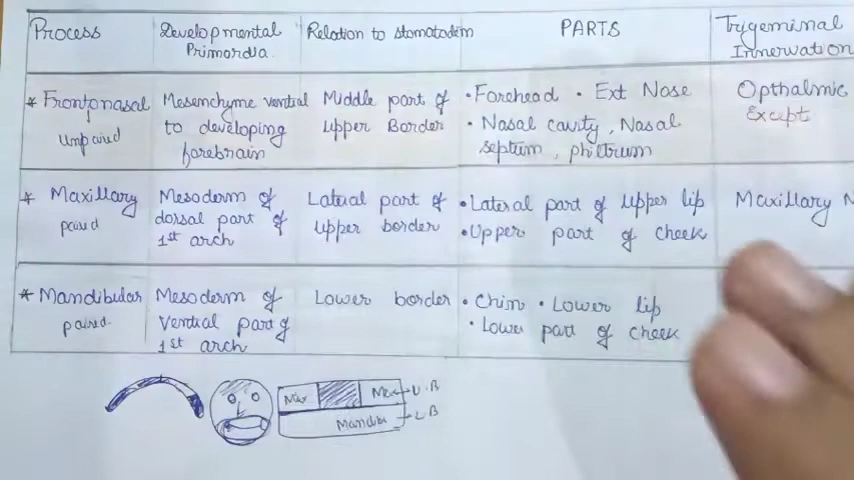 Process
Developmental
Primordia
Relation to stomatodem
PARTS
Trigeminal
Innervation
* Frontonasal
Unpaired
Mesenchyme ventral
to developing
forebrain
Middle part of
Upper Border
• Forehead • Ext Nose
• Nasal cavity, Nasal
septum, philtrum
Opthalmic
Except
* Maxillary
paired
Mesoderm of
dorsal part of
1st arch
Lateral part of
upper border
• Lateral part of upper lip
• Upper part of cheek
Maxillary N
* Mandibular
paired
Mesoderm of
Ventral part of
1st arch
Lower border
• Chin • Lower lip
• Lower part of cheek
Max
Max
U.B
Mandibu
L.B